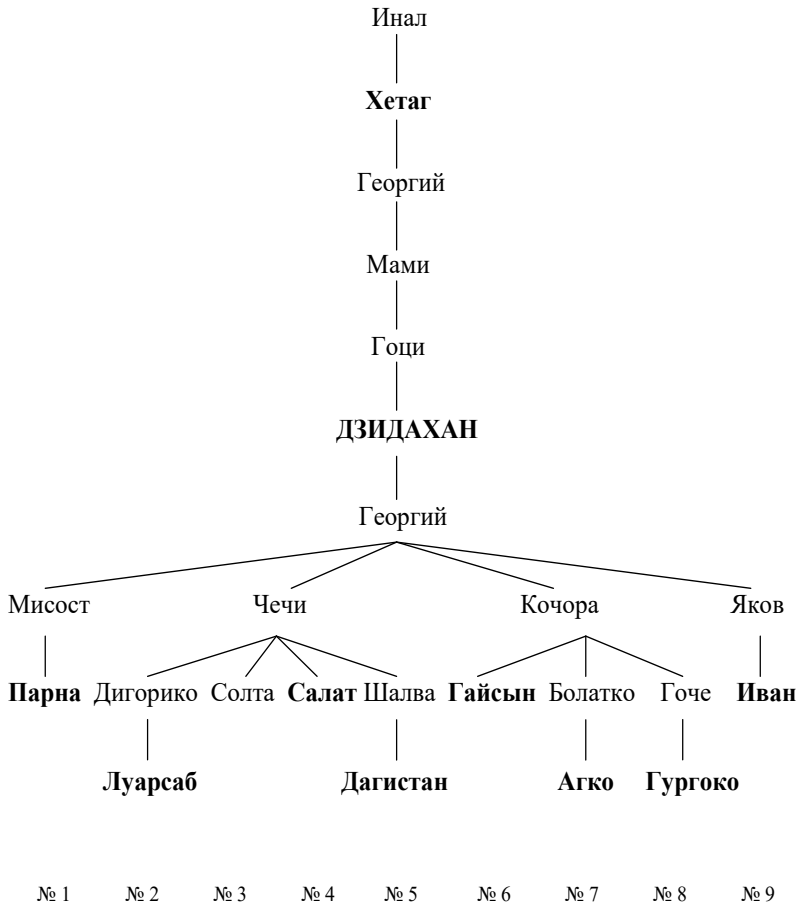 Инал
Хетаг
Георгий
Мами
Гоци
ДЗИДАХАН
Георгий
Мисост Чечи Кочора Яков
Парна Дигорико Солта Салат Шалва Гайсын Болатко Гоче Иван
Луарсаб Дагистан Агко Гургоко
№ 1 № 2 № 3 № 4 № 5 № 6 № 7 № 8 № 9